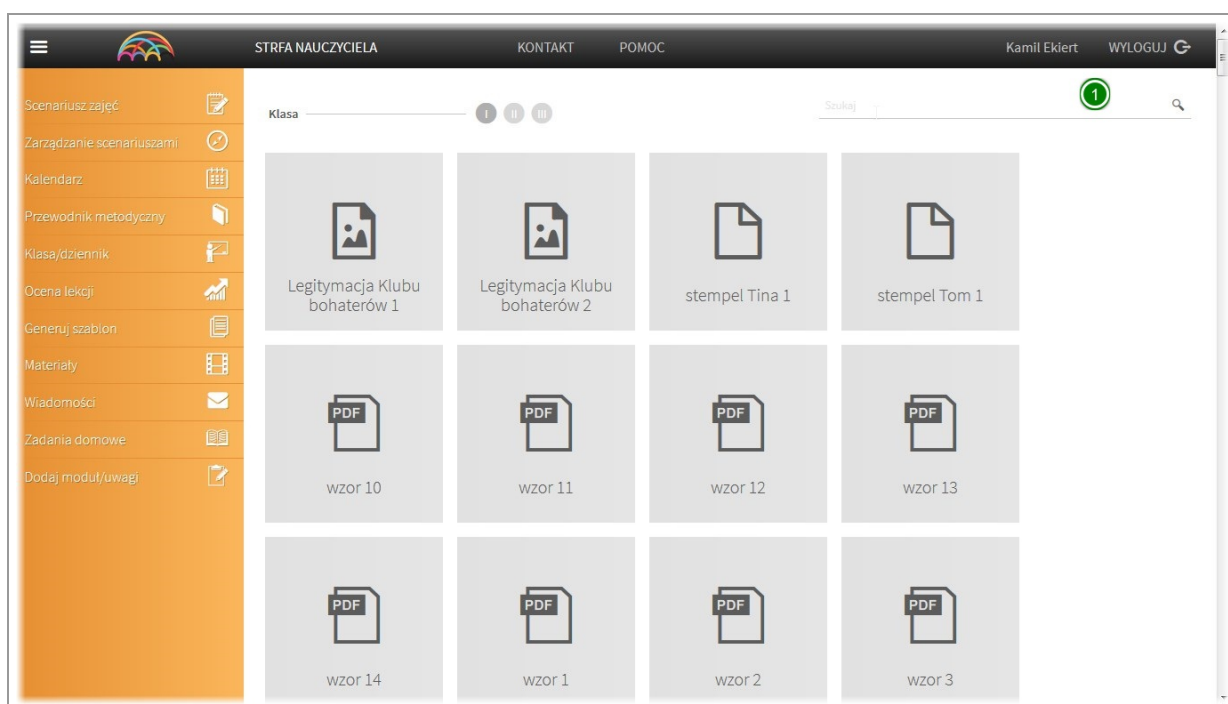 STRFA NAUCZYCIELA KONTAKT POMOC Kamil Ekiert WYLOGUJ
Scenariusz zajęć
Zarządzanie scenariuszami
Kalendarz
Przewodnik metodyczny
Klasa/dziennik
Ocena lekcji
Generuj szablon
Materiały
Wiadomości
Zadania domowe
Dodaj moduł/uwagi
Klasa I II III Szukaj 1
Legitymacja Klubu
bohaterów 1
Legitymacja Klubu
bohaterów 2
stempel Tina 1
stempel Tom 1
PDF
wzor 10
PDF
wzor 11
PDF
wzor 12
PDF
wzor 13
PDF
wzor 14
PDF
wzor 1
PDF
wzor 2
PDF
wzor 3